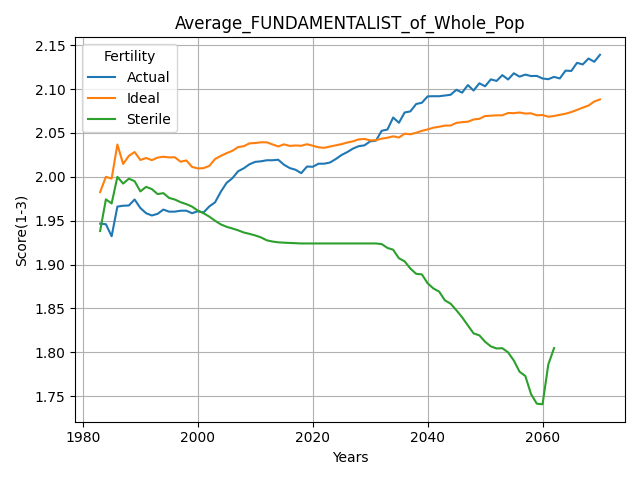 Average_FUNDAMENTALIST_of_Whole_Pop
Fertility
Actual
Ideal
Sterile
Score(1-3)
2.15
2.10
2.05
2.00
1.95
1.90
1.85
1.80
1.75
1980
2000
2020
2040
2060
Years